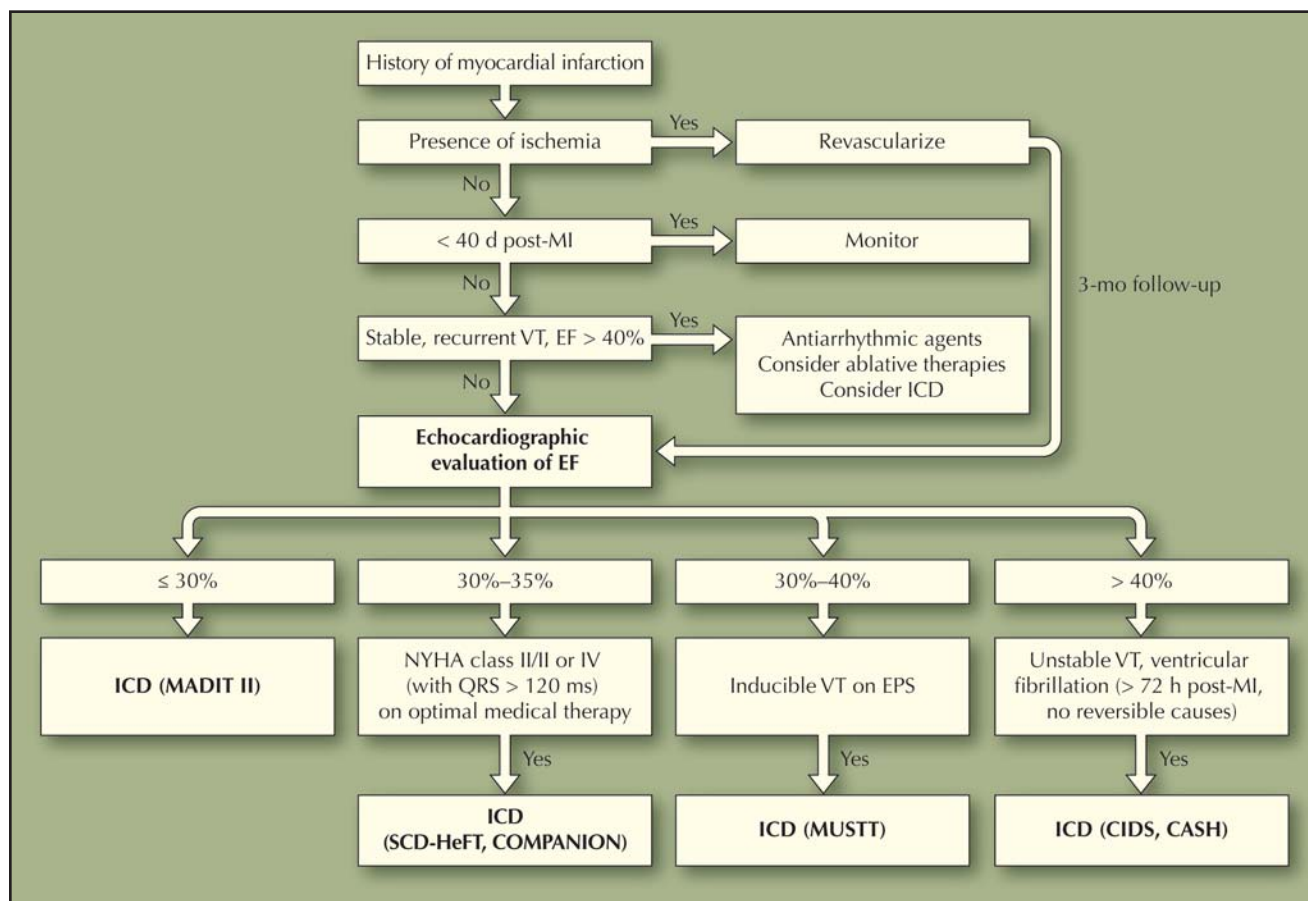 History of myocardial infarction
Presence of ischemia
Yes
Revascularize
No
< 40 d post-MI
Yes
Monitor
No
3-mo follow-up
Stable, recurrent VT, EF > 40%
Yes
Antiarrhythmic agents
Consider ablative therapies
Consider ICD
No
Echocardiographic
evaluation of EF
≤ 30%
30%–35%
30%–40%
> 40%
ICD (MADIT II)
NYHA class II/II or IV
(with QRS > 120 ms)
on optimal medical therapy
Inducible VT on EPS
Unstable VT, ventricular
fibrillation (> 72 h post-MI,
no reversible causes)
Yes
Yes
Yes
ICD
(SCD-HeFT, COMPANION)
ICD (MUSTT)
ICD (CIDS, CASH)